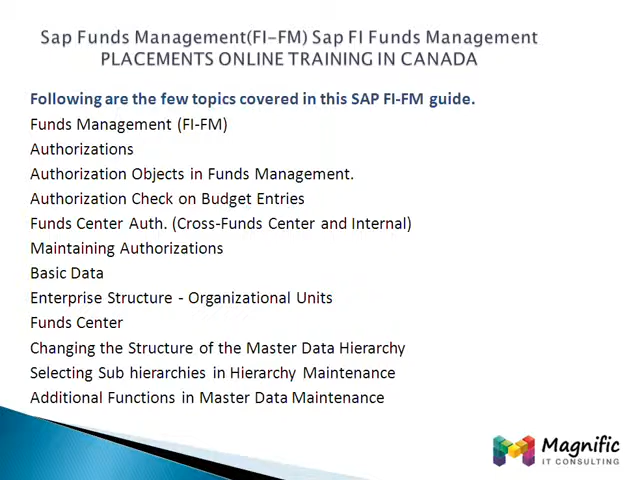 Sap Funds Management(FI-FM) Sap FI Funds Management
PLACEMENTS ONLINE TRAINING IN CANADA
Following are the few topics covered in this SAP FI-FM guide.
Funds Management (FI-FM)
Authorizations
Authorization Objects in Funds Management.
Authorization Check on Budget Entries
Funds Center Auth. (Cross-Funds Center and Internal)
Maintaining Authorizations
Basic Data
Enterprise Structure - Organizational Units
Funds Center
Changing the Structure of the Master Data Hierarchy
Selecting Sub hierarchies in Hierarchy Maintenance
Additional Functions in Master Data Maintenance
Magnific
IT CONSULTING